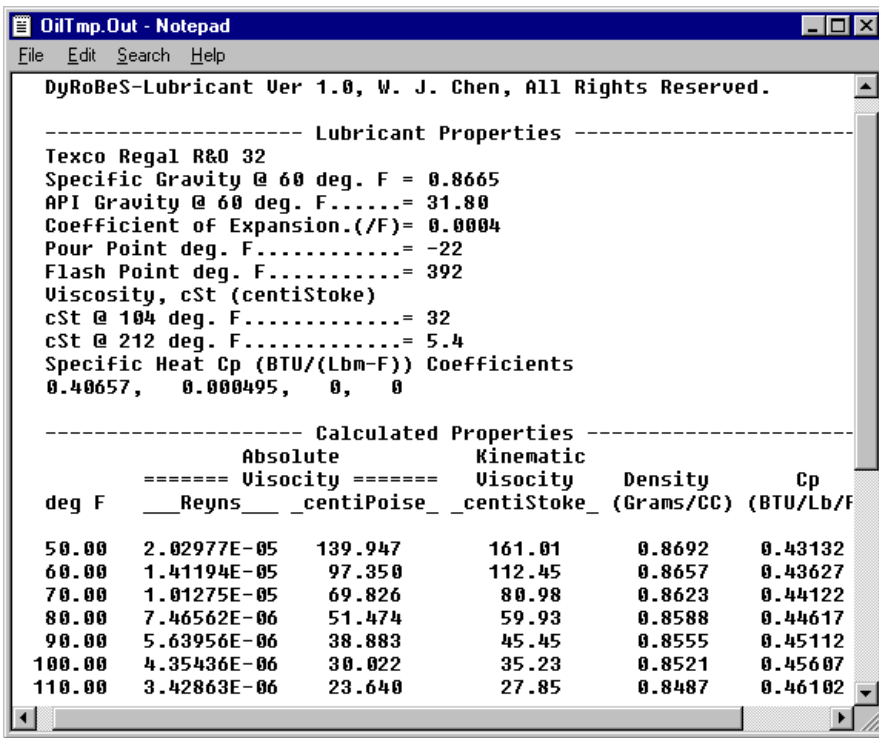 OilTmp.Out - Notepad
File Edit Search Help
DyRoBeS-Lubricant Ver 1.0, W. J. Chen, All Rights Reserved.
--------------------- Lubricant Properties -----------------------
Texco Regal R&O 32
Specific Gravity @ 60 deg. F = 0.8665
API Gravity @ 60 deg. F......= 31.80
Coefficient of Expansion.(/F)= 0.0004
Pour Point deg. F............= -22
Flash Point deg. F...........= 392
Viscosity, cSt (centiStoke)
cSt @ 104 deg. F.............= 32
cSt @ 212 deg. F.............= 5.4
Specific Heat Cp (BTU/(Lbm-F)) Coefficients
0.40657, 0.000495, 0, 0
--------------------- Calculated Properties ----------------------
Absolute Kinematic
======= Visocity ======= Visocity Density Cp
deg F ___Reyns___ _centiPoise_ _centiStoke_ (Grams/CC) (BTU/Lb/F
50.00 2.02977E-05 139.947 161.01 0.8692 0.43132
60.00 1.41194E-05 97.350 112.45 0.8657 0.43627
70.00 1.01275E-05 69.826 80.98 0.8623 0.44122
80.00 7.46562E-06 51.474 59.93 0.8588 0.44617
90.00 5.63956E-06 38.883 45.45 0.8555 0.45112
100.00 4.35436E-06 30.022 35.23 0.8521 0.45607
110.00 3.42863E-06 23.640 27.85 0.8487 0.46102